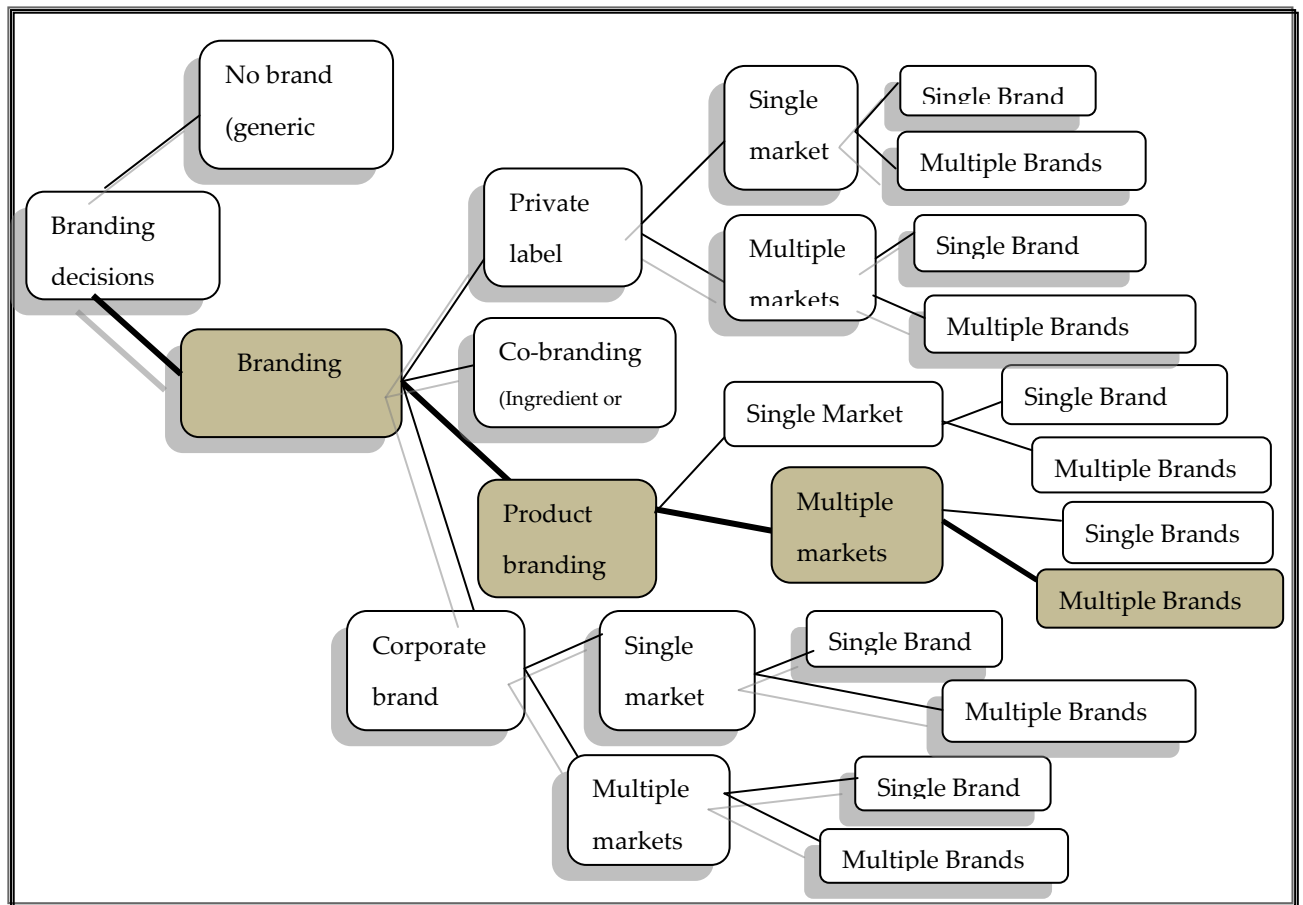 No brand
(generic
Branding
decisions
Branding
Private
label
Single
market
Single Brand
Multiple Brands
Multiple
markets
Single Brand
Multiple Brands
Co-branding
(Ingredient or
Product
branding
Single Market
Single Brand
Multiple Brands
Multiple
markets
Single Brands
Multiple Brands
Corporate
brand
Single
market
Single Brand
Multiple Brands
Multiple
markets
Single Brand
Multiple Brands